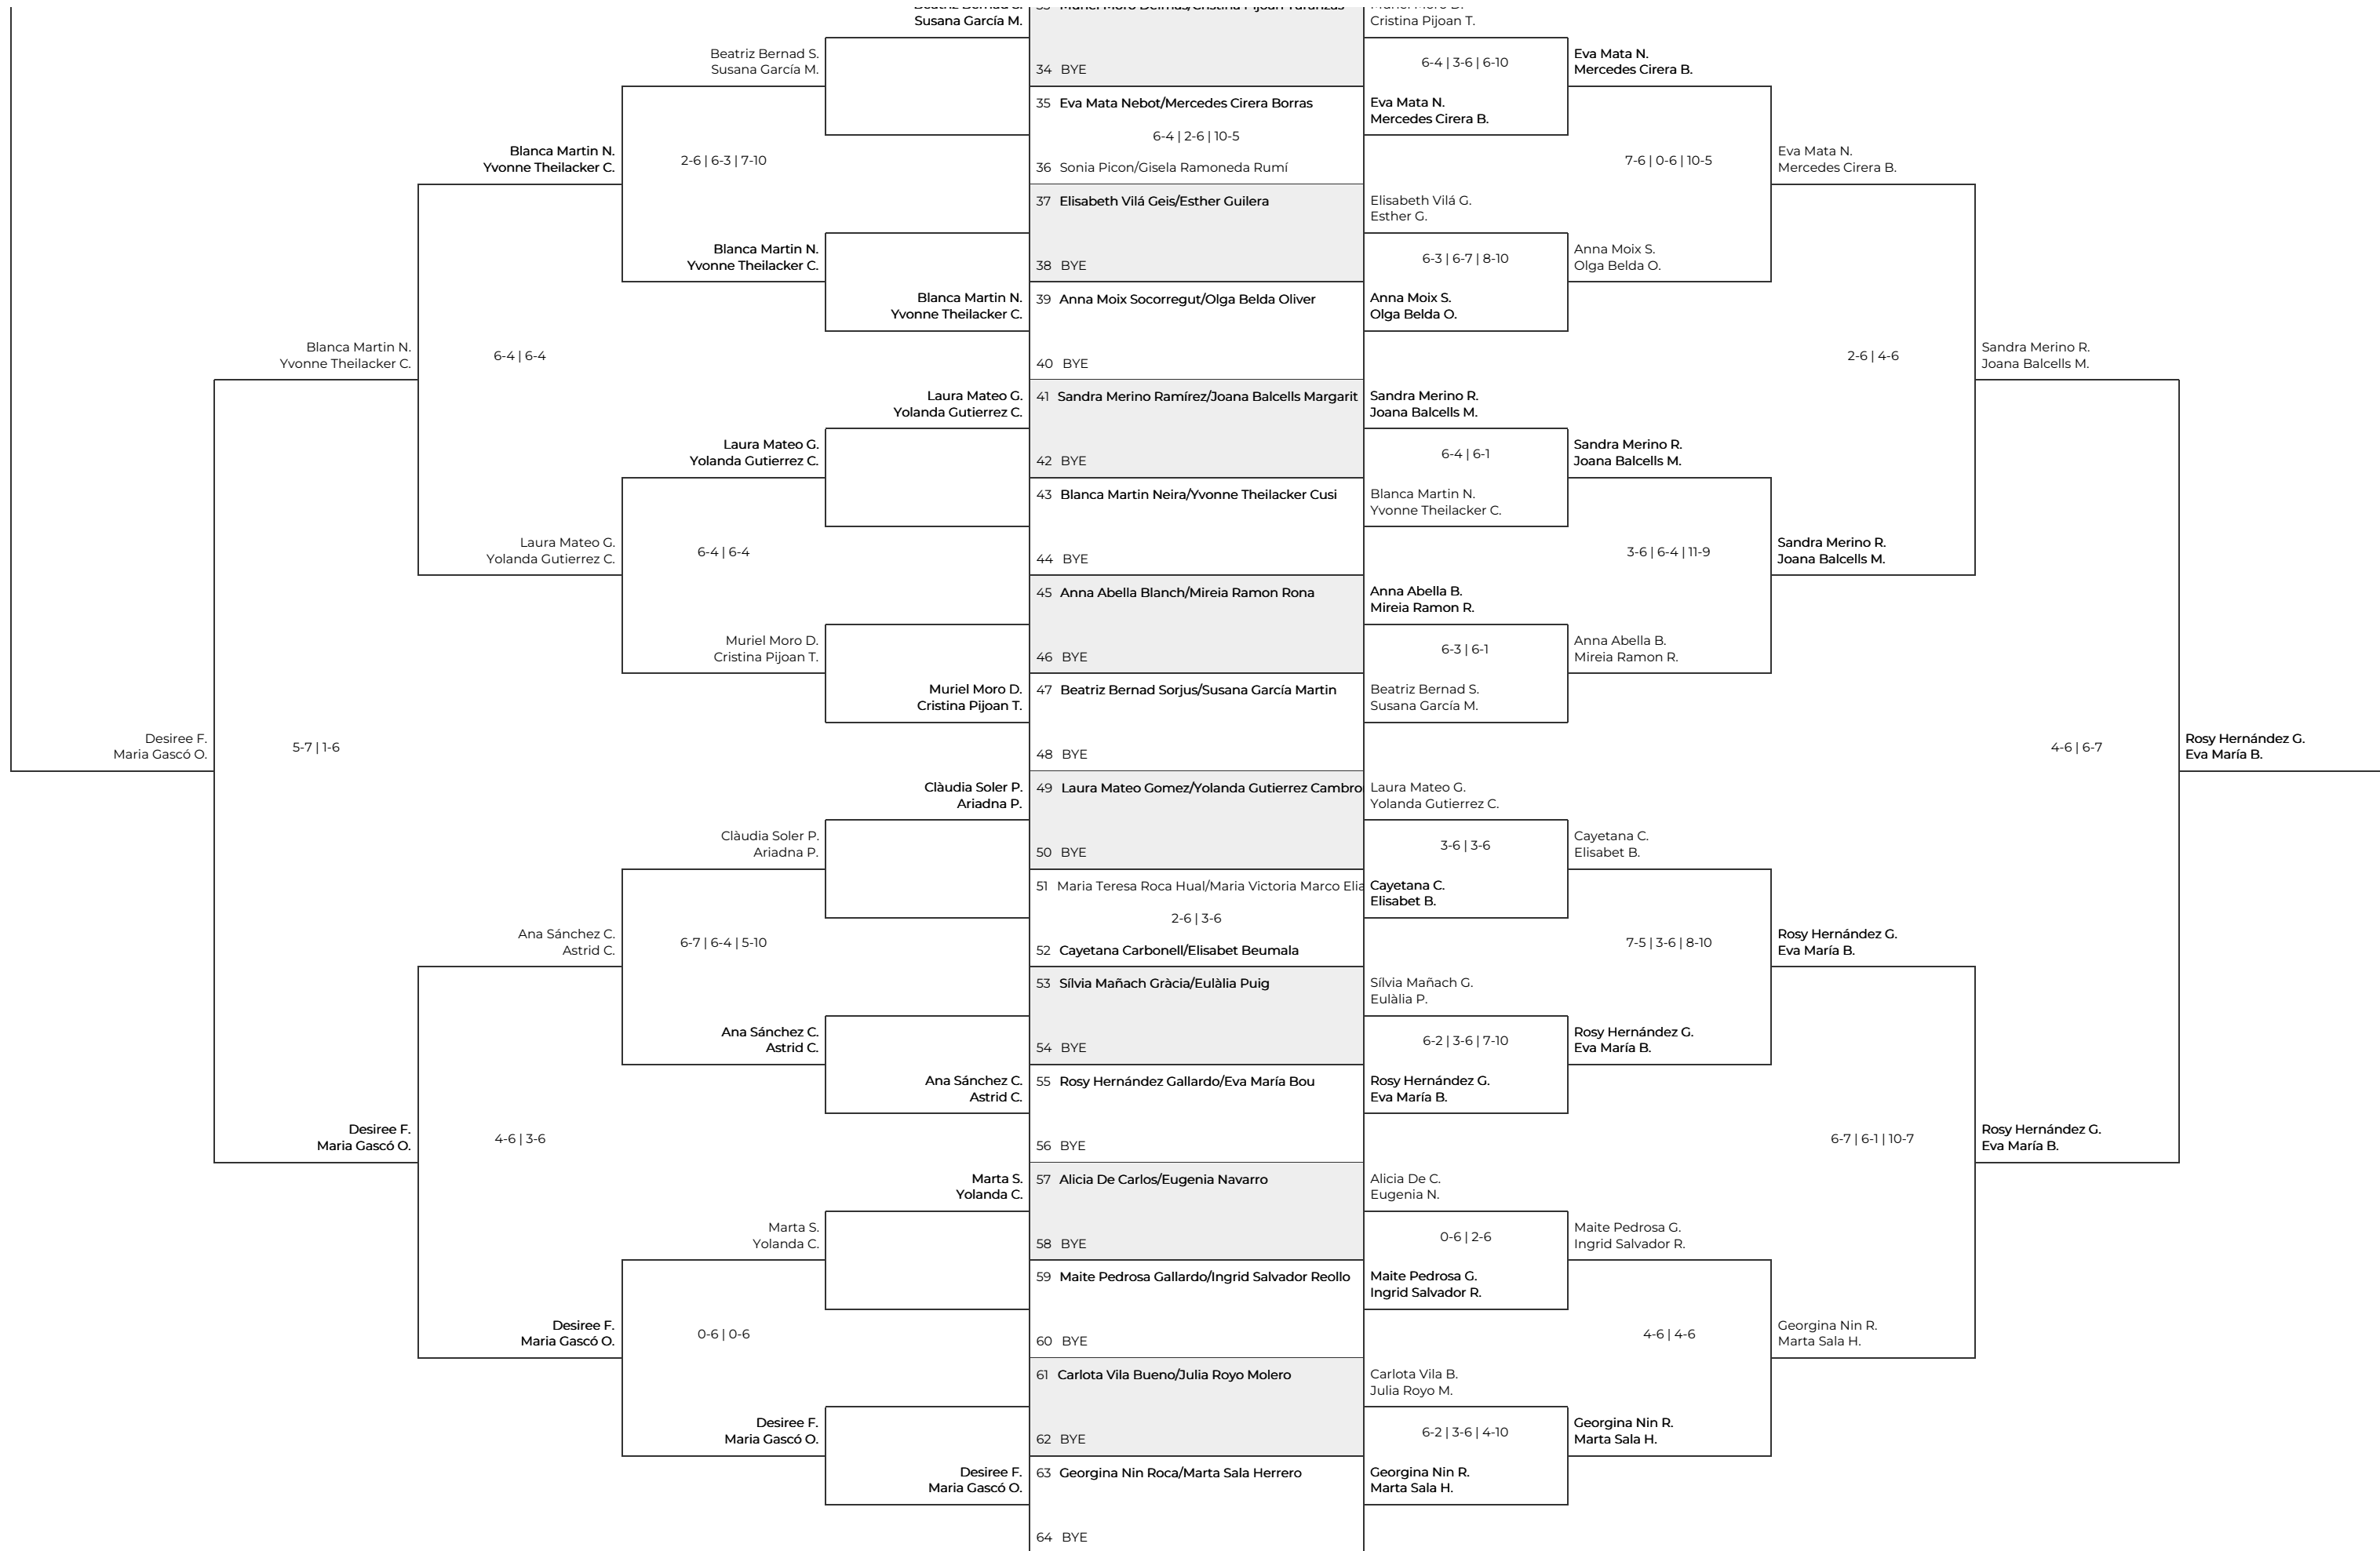 Susana García M.
Cristina Pijoan T.
Beatriz Bernad S.
Susana García M.
34 BYE
6-4 | 3-6 | 6-10
Eva Mata N.
Mercedes Cirera B.
35 Eva Mata Nebot/Mercedes Cirera Borras
Eva Mata N.
Mercedes Cirera B.
6-4 | 2-6 | 10-5
Blanca Martin N.
Yvonne Theilacker C.
2-6 | 6-3 | 7-10
36 Sonia Picon/Gisela Ramoneda Rumí
7-6 | 0-6 | 10-5
Eva Mata N.
Mercedes Cirera B.
37 Elisabeth Vilá Geis/Esther Guilera
Elisabeth Vilá G.
Esther G.
Blanca Martin N.
Yvonne Theilacker C.
38 BYE
6-3 | 6-7 | 8-10
Anna Moix S.
Olga Belda O.
Blanca Martin N.
Yvonne Theilacker C.
39 Anna Moix Socorregut/Olga Belda Oliver
Anna Moix S.
Olga Belda O.
Blanca Martin N.
Yvonne Theilacker C.
6-4 | 6-4
40 BYE
2-6 | 4-6
Sandra Merino R.
Joana Balcells M.
Laura Mateo G.
Yolanda Gutierrez C.
41 Sandra Merino Ramírez/Joana Balcells Margarit
Sandra Merino R.
Joana Balcells M.
Laura Mateo G.
Yolanda Gutierrez C.
42 BYE
6-4 | 6-1
Sandra Merino R.
Joana Balcells M.
43 Blanca Martin Neira/Yvonne Theilacker Cusi
Blanca Martin N.
Yvonne Theilacker C.
Laura Mateo G.
Yolanda Gutierrez C.
6-4 | 6-4
44 BYE
3-6 | 6-4 | 11-9
Sandra Merino R.
Joana Balcells M.
45 Anna Abella Blanch/Mireia Ramon Rona
Anna Abella B.
Mireia Ramon R.
Muriel Moro D.
Cristina Pijoan T.
46 BYE
6-3 | 6-1
Anna Abella B.
Mireia Ramon R.
Muriel Moro D.
Cristina Pijoan T.
47 Beatriz Bernad Sorjus/Susana García Martin
Beatriz Bernad S.
Susana García M.
Desiree F.
Maria Gascó O.
5-7 | 1-6
48 BYE
4-6 | 6-7
Rosy Hernández G.
Eva María B.
Clàudia Soler P.
Ariadna P.
49 Laura Mateo Gomez/Yolanda Gutierrez Cambro
Laura Mateo G.
Yolanda Gutierrez C.
Clàudia Soler P.
Ariadna P.
50 BYE
3-6 | 3-6
Cayetana C.
Elisabet B.
51 Maria Teresa Roca Hual/Maria Victoria Marco Elia
Cayetana C.
Elisabet B.
2-6 | 3-6
Ana Sánchez C.
Astrid C.
6-7 | 6-4 | 5-10
52 Cayetana Carbonell/Elisabet Beumala
7-5 | 3-6 | 8-10
Rosy Hernández G.
Eva María B.
53 Sílvia Mañach Gràcia/Eulàlia Puig
Sílvia Mañach G.
Eulàlia P.
Ana Sánchez C.
Astrid C.
54 BYE
6-2 | 3-6 | 7-10
Rosy Hernández G.
Eva María B.
Ana Sánchez C.
Astrid C.
55 Rosy Hernández Gallardo/Eva María Bou
Rosy Hernández G.
Eva María B.
Desiree F.
Maria Gascó O.
4-6 | 3-6
56 BYE
6-7 | 6-1 | 10-7
Rosy Hernández G.
Eva María B.
Marta S.
Yolanda C.
57 Alicia De Carlos/Eugenia Navarro
Alicia De C.
Eugenia N.
Marta S.
Yolanda C.
58 BYE
0-6 | 2-6
Maite Pedrosa G.
Ingrid Salvador R.
59 Maite Pedrosa Gallardo/Ingrid Salvador Reollo
Maite Pedrosa G.
Ingrid Salvador R.
Desiree F.
Maria Gascó O.
0-6 | 0-6
60 BYE
4-6 | 4-6
Georgina Nin R.
Marta Sala H.
61 Carlota Vila Bueno/Julia Royo Molero
Carlota Vila B.
Julia Royo M.
Desiree F.
Maria Gascó O.
62 BYE
6-2 | 3-6 | 4-10
Georgina Nin R.
Marta Sala H.
Desiree F.
Maria Gascó O.
63 Georgina Nin Roca/Marta Sala Herrero
Georgina Nin R.
Marta Sala H.
64 BYE